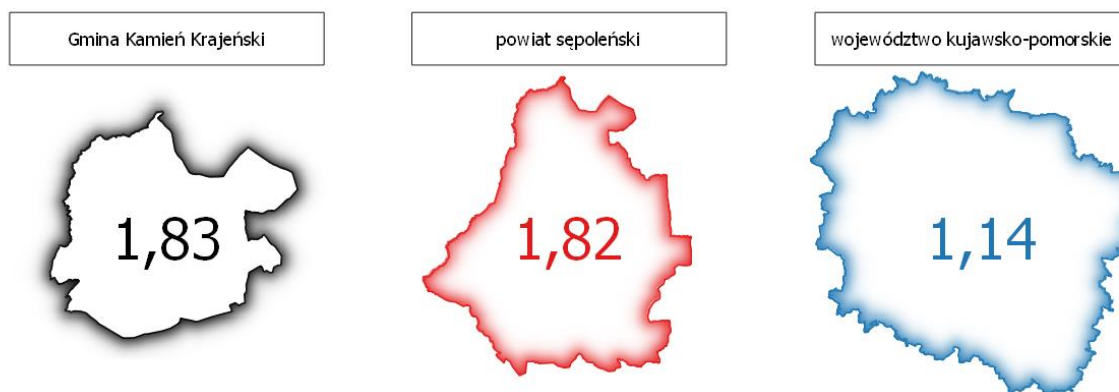 Gmina Kamień Krajeński
powiat sępoleński
województwo kujawsko-pomorskie
1,83
1,82
1,14